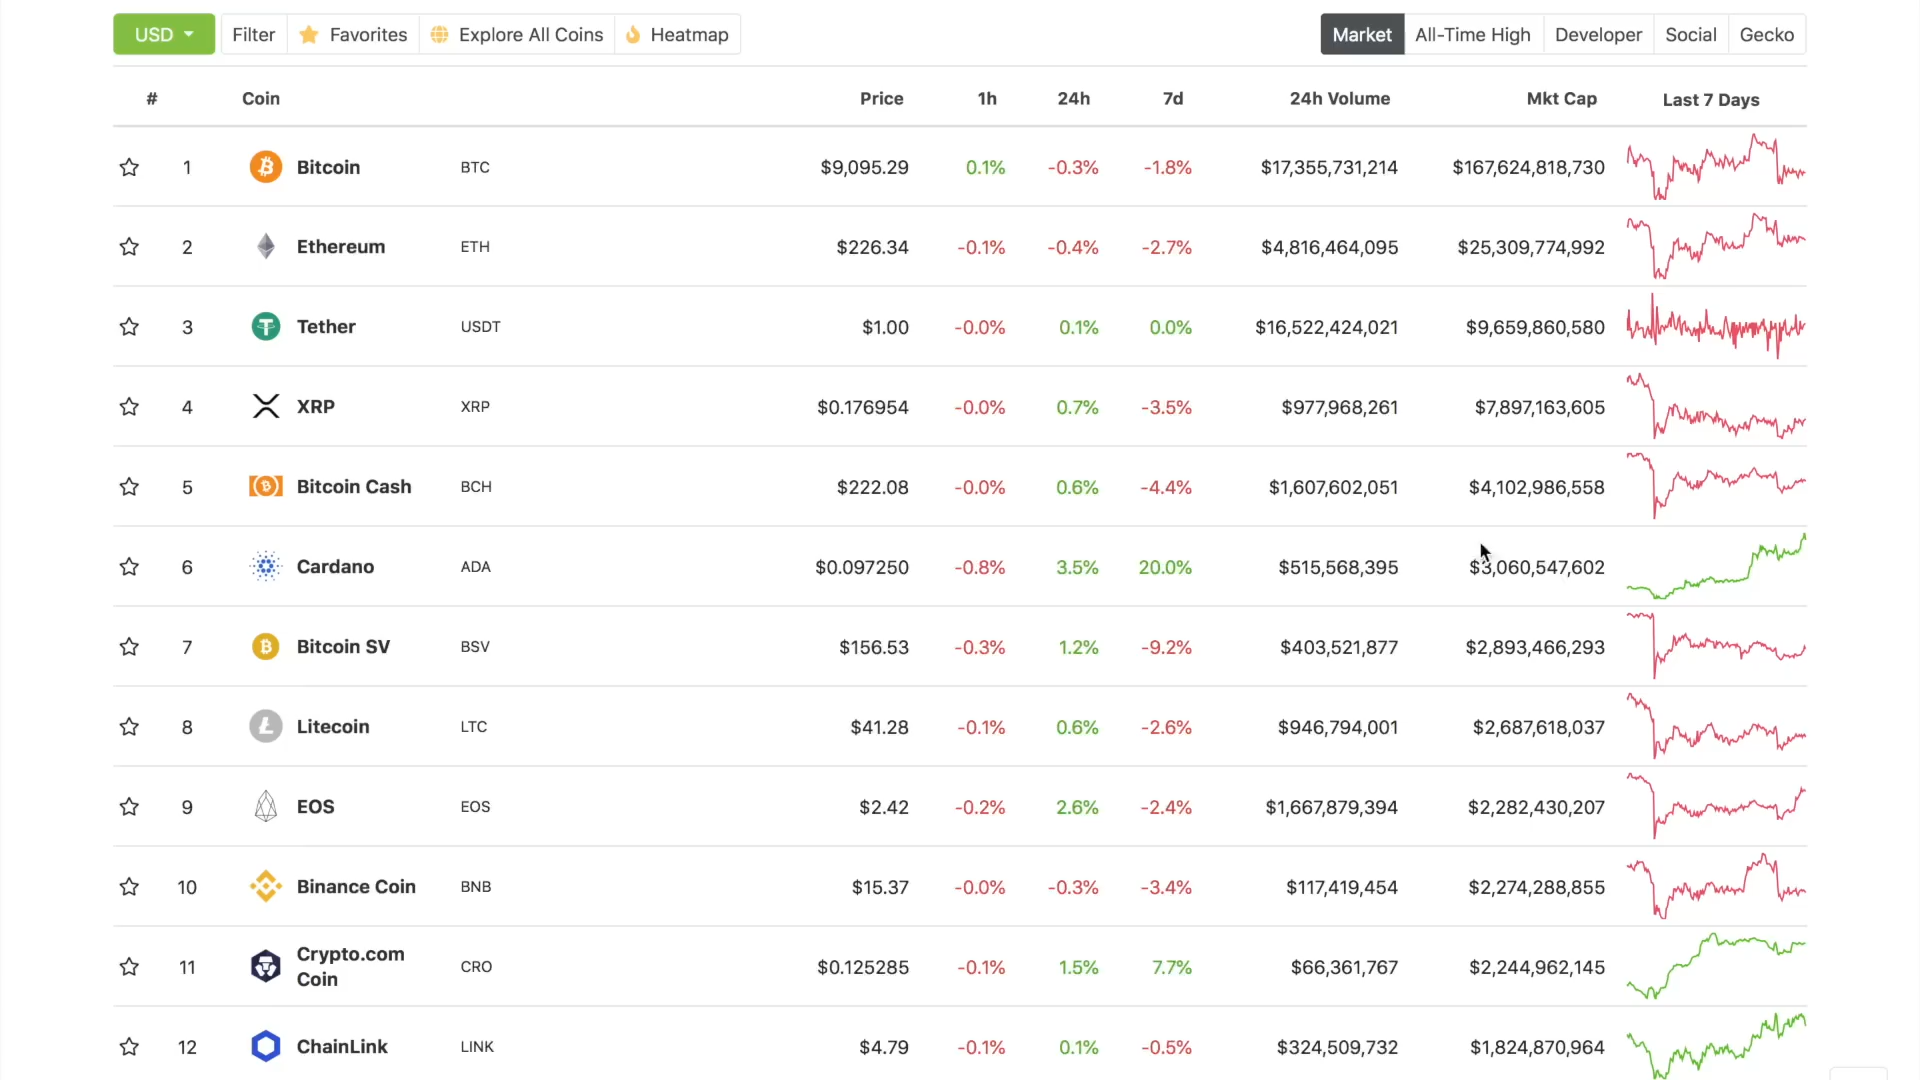 USD Filter Favorites Explore All Coins Heatmap Market All-Time High Developer Social Gecko
# Coin Price 1h 24h 7d 24h Volume Mkt Cap Last 7 Days
1 Bitcoin BTC $9,095.29 0.1% -0.3% -1.8% $17,355,731,214 $167,624,818,730
2 Ethereum ETH $226.34 -0.1% -0.4% -2.7% $4,816,464,095 $25,309,774,992
3 Tether USDT $1.00 -0.0% 0.1% 0.0% $16,522,424,021 $9,659,860,580
4 XRP XRP $0.176954 -0.0% 0.7% -3.5% $977,968,261 $7,897,163,605
5 Bitcoin Cash BCH $222.08 -0.0% 0.6% -4.4% $1,607,602,051 $4,102,986,558
6 Cardano ADA $0.097250 -0.8% 3.5% 20.0% $515,568,395 $3,060,547,602
7 Bitcoin SV BSV $156.53 -0.3% 1.2% -9.2% $403,521,877 $2,893,466,293
8 Litecoin LTC $41.28 -0.1% 0.6% -2.6% $946,794,001 $2,687,618,037
9 EOS EOS $2.42 -0.2% 2.6% -2.4% $1,667,879,394 $2,282,430,207
10 Binance Coin BNB $15.37 -0.0% -0.3% -3.4% $117,419,454 $2,274,288,855
11 Crypto.com Coin CRO $0.125285 -0.1% 1.5% 7.7% $66,361,767 $2,244,962,145
12 ChainLink LINK $4.79 -0.1% 0.1% -0.5% $324,509,732 $1,824,870,964